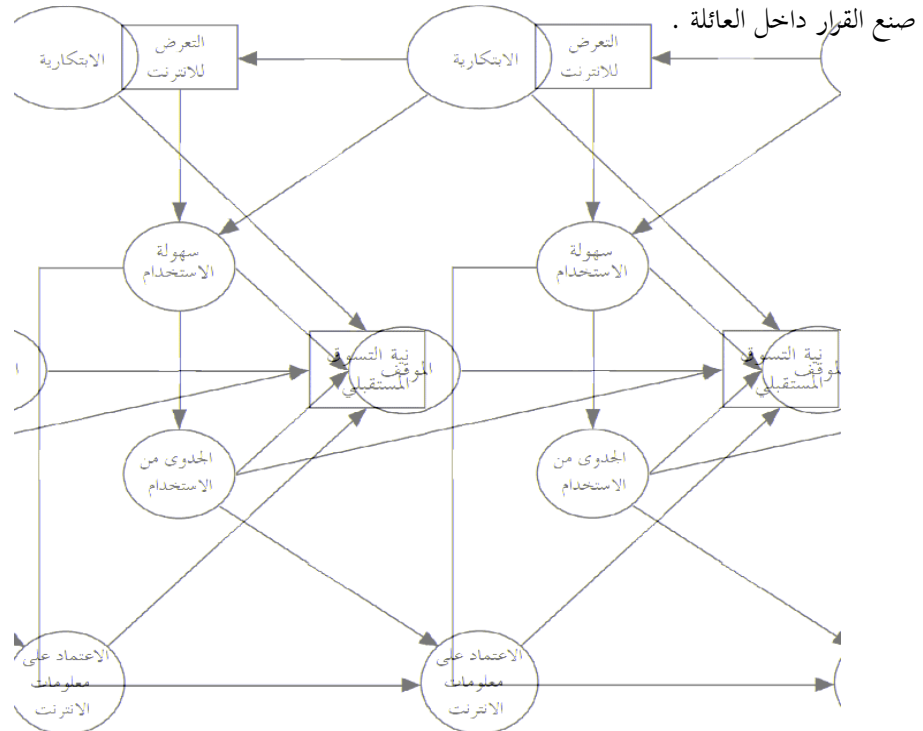 صنع القرار داخل العائلة .
التعرض
للانترنت
الابتكارية
التعرض
للانترنت
الابتكارية
سهولة
الاستخدام
سهولة
الاستخدام
نية التسوق
المستقبلي
الموقف
نية التسوق
المستقبلي
الموقف
ا
الجدوى من
الاستخدام
الجدوى من
الاستخدام
الاعتماد على
معلومات
الانترنت
الاعتماد على
معلومات
الانترنت